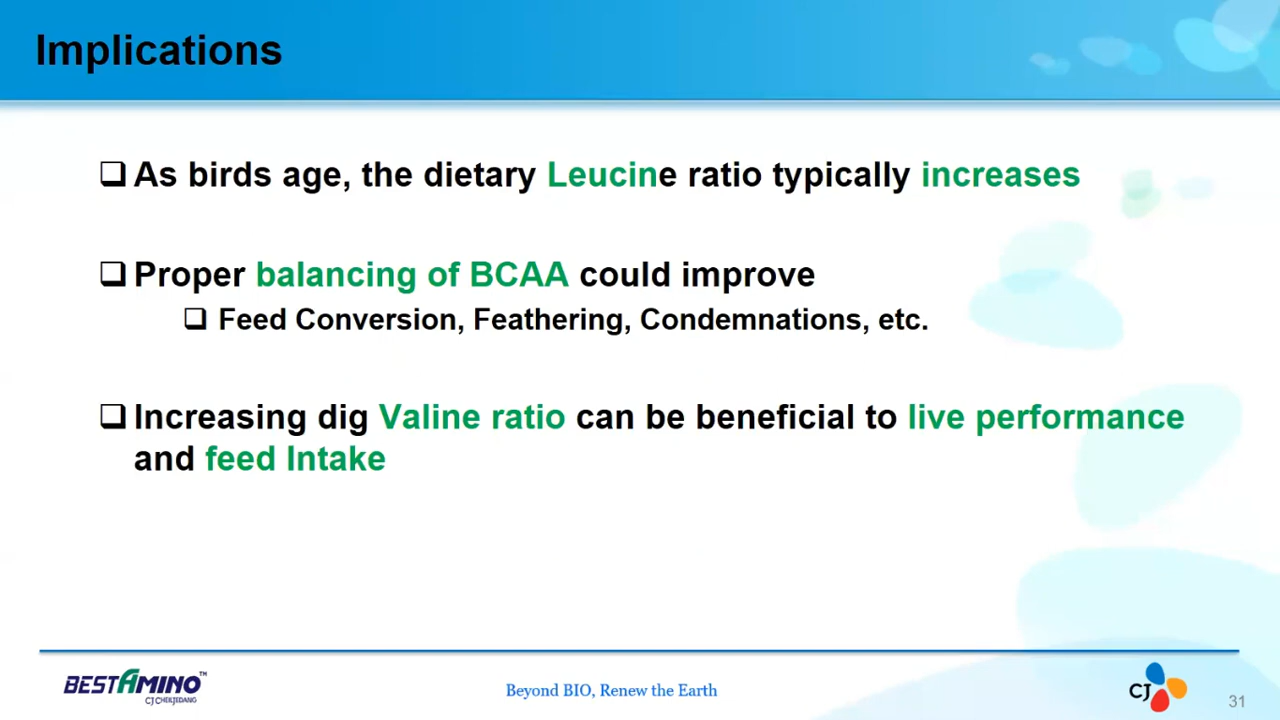 Implications
❑ As birds age, the dietary Leucine ratio typically increases
❑ Proper balancing of BCAA could improve
❑ Feed Conversion, Feathering, Condemnations, etc.
❑ Increasing dig Valine ratio can be beneficial to live performance
and feed Intake
BESTAMINO™
CJ CHEILJEDANG
Beyond BIO, Renew the Earth
CJ
31